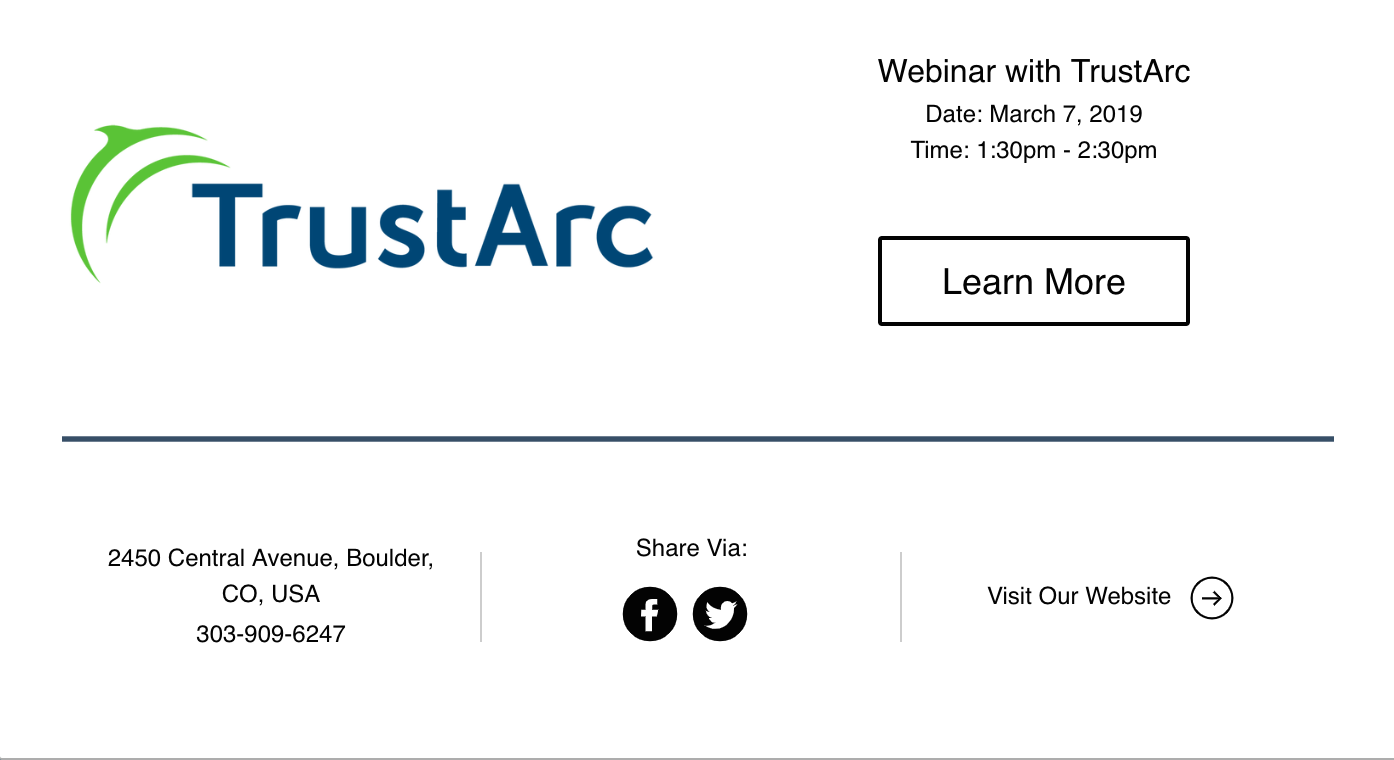 TrustArc
Webinar with TrustArc
Date: March 7, 2019
Time: 1:30pm - 2:30pm
Learn More
2450 Central Avenue, Boulder,
CO, USA
303-909-6247
Share Via:
Visit Our Website